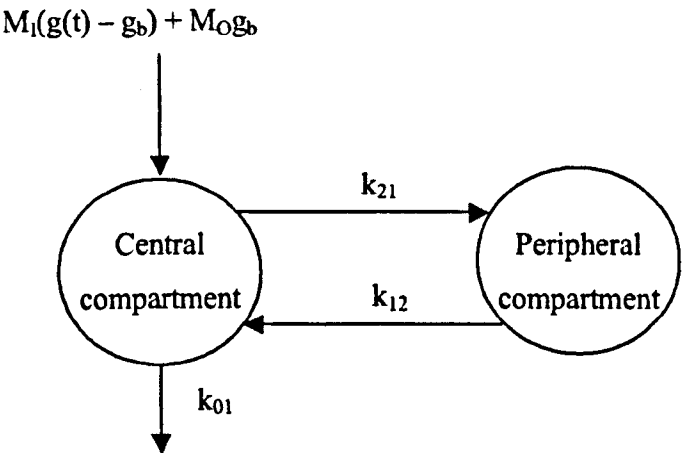 M_I(g(t) – g_b) + M_O g_b
k_21
Central
compartment
Peripheral
compartment
k_12
k_01